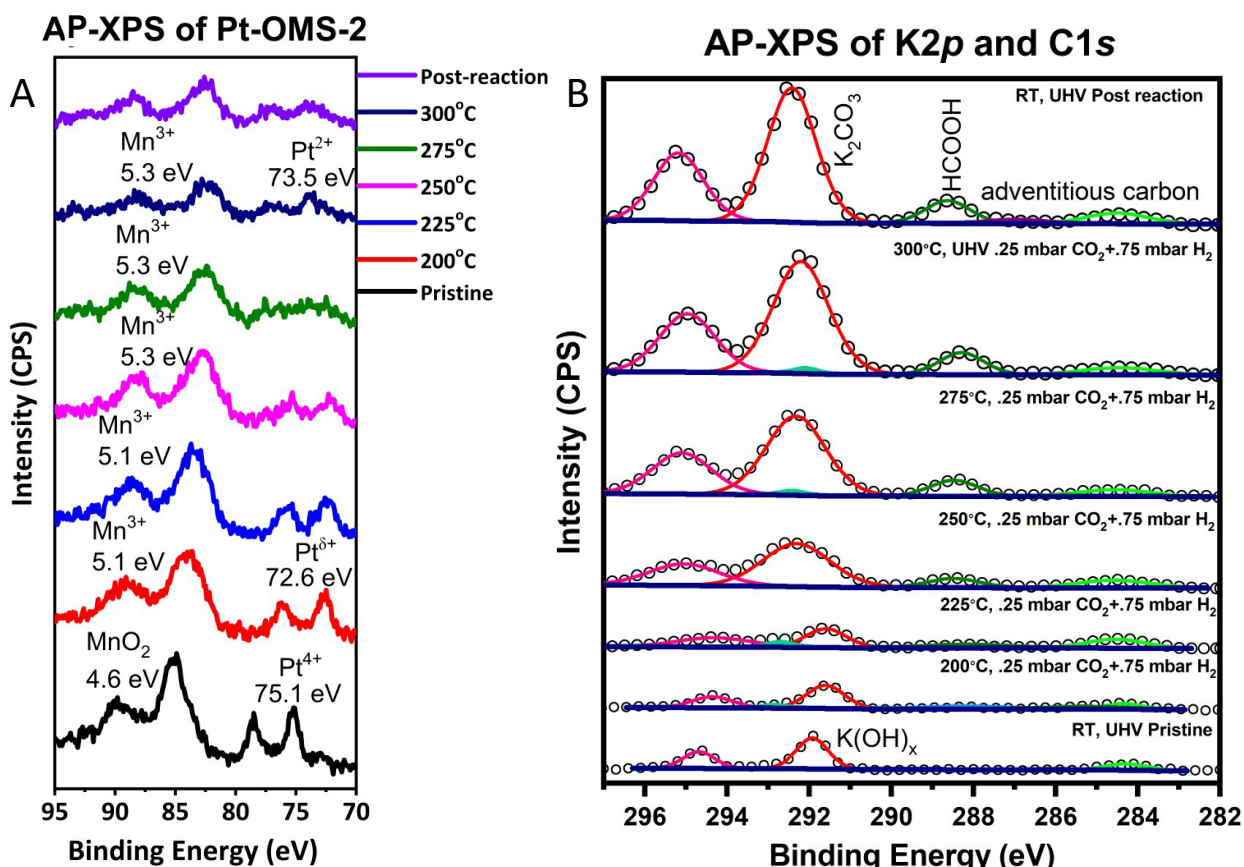 AP-XPS of Pt-OMS-2
A
Post-reaction
300°C
275°C
250°C
225°C
200°C
Pristine
Mn3+
5.3 eV
Pt2+
73.5 eV
Mn3+
5.3 eV
Mn3+
5.3 eV
Mn3+
5.1 eV
Mn3+
5.1 eV
Ptδ+
72.6 eV
MnO2
4.6 eV
Pt4+
75.1 eV
Intensity (CPS)
95 90 85 80 75 70
Binding Energy (eV)
AP-XPS of K2p and C1s
B
RT, UHV Post reaction
K2CO3
HCOOH
adventitious carbon
300°C, UHV .25 mbar CO2+.75 mbar H2
275°C, .25 mbar CO2+.75 mbar H2
250°C, .25 mbar CO2+.75 mbar H2
225°C, .25 mbar CO2+.75 mbar H2
200°C, .25 mbar CO2+.75 mbar H2
RT, UHV Pristine
K(OH)x
Intensity (CPS)
296 294 292 290 288 286 284 282
Binding Energy (eV)